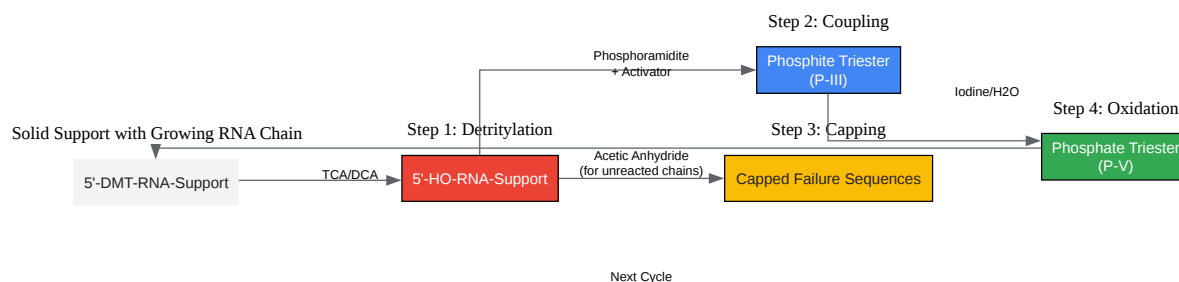 Step 2: Coupling
Phosphoramidite
+ Activator
Phosphite Triester
(P-III)
Iodine/H2O
Step 4: Oxidation
Solid Support with Growing RNA Chain
Step 1: Detritylation
Step 3: Capping
Phosphate Triester
(P-V)
5'-DMT-RNA-Support
TCA/DCA
5'-HO-RNA-Support
Acetic Anhydride
(for unreacted chains)
Capped Failure Sequences
Next Cycle